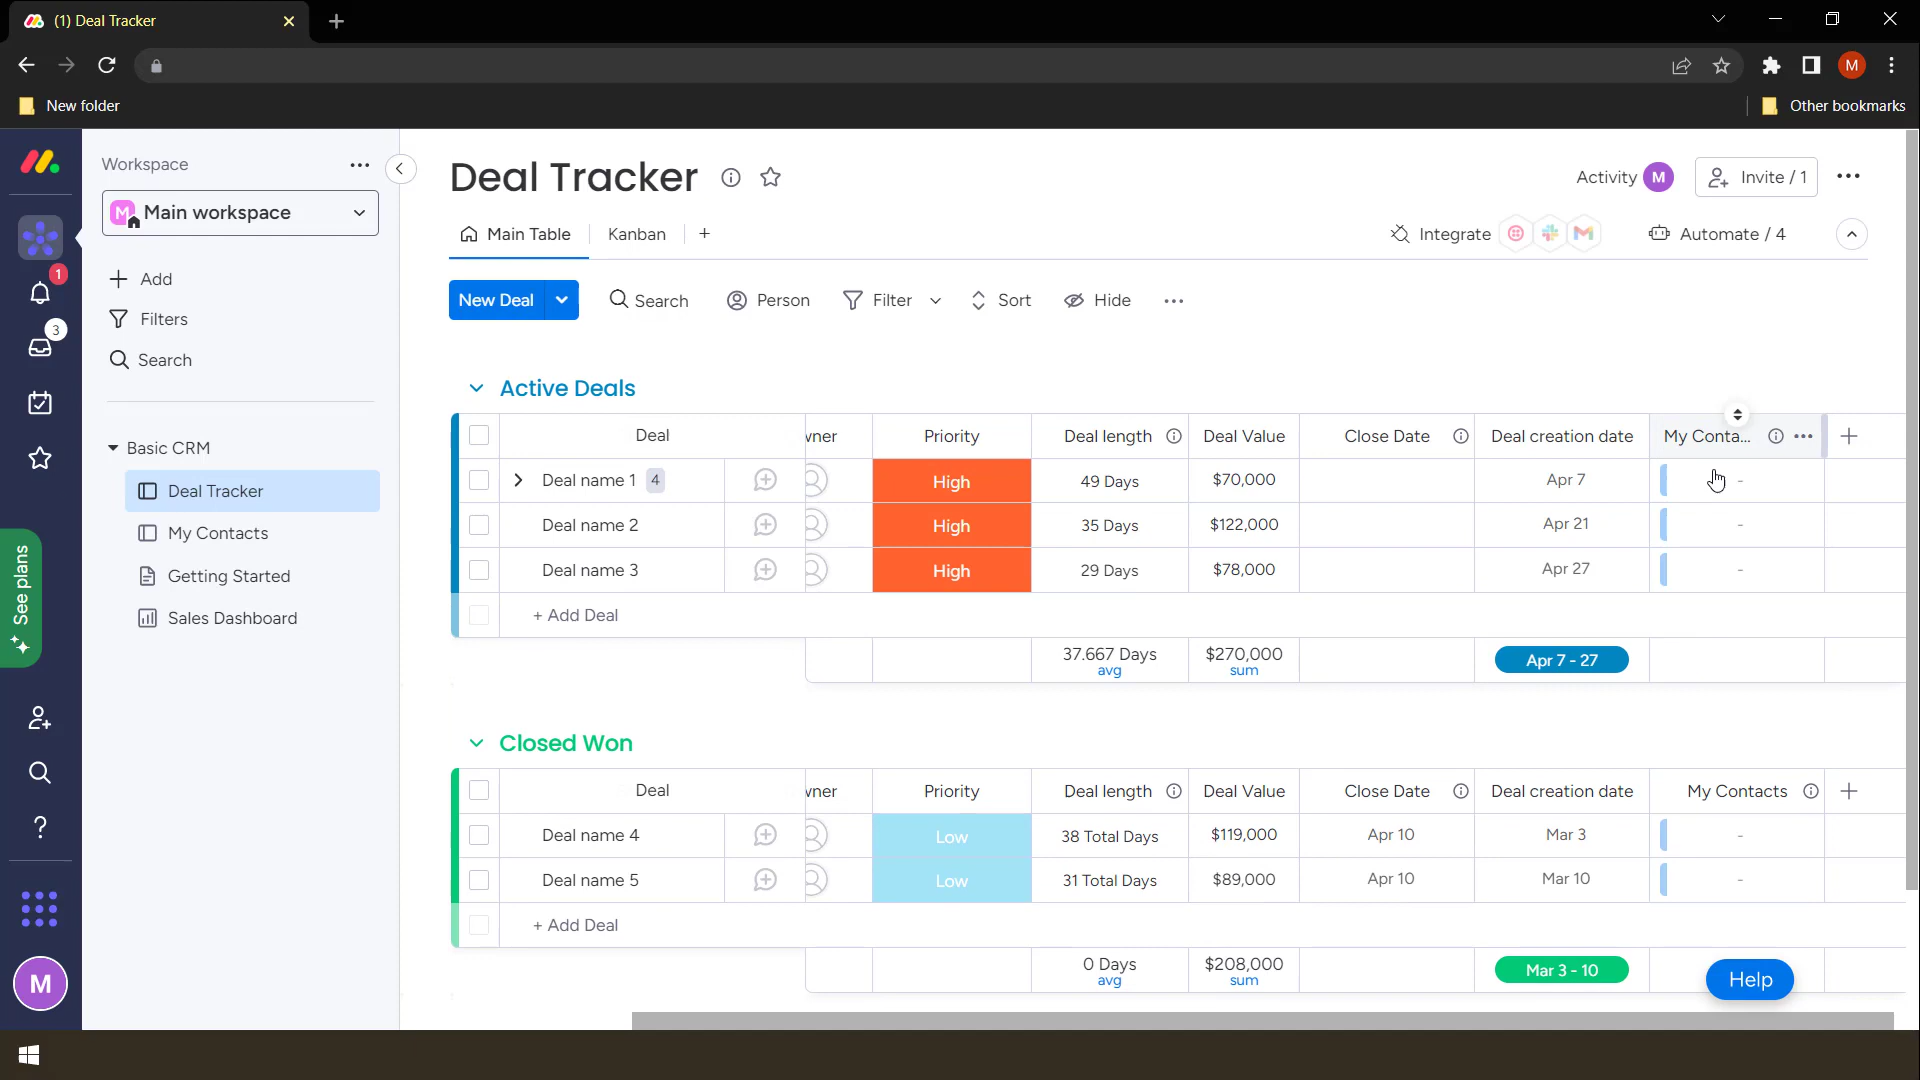 (1) Deal Tracker
M
New folder
Other bookmarks
Workspace
M Main workspace
Add
Filters
Search
Basic CRM
Deal Tracker
My Contacts
Getting Started
Sales Dashboard
1
3
See plans
?
M
Deal Tracker
Activity M
Invite / 1
Main Table
Kanban
+
Integrate
Automate / 4
New Deal
Search
Person
Filter
Sort
Hide
Active Deals
Deal wner Priority Deal length Deal Value Close Date Deal creation date My Conta...
Deal name 1 4 High 49 Days $70,000 Apr 7 -
Deal name 2 High 35 Days $122,000 Apr 21 -
Deal name 3 High 29 Days $78,000 Apr 27 -
+ Add Deal
37.667 Days $270,000 Apr 7 - 27
avg sum
Closed Won
Deal wner Priority Deal length Deal Value Close Date Deal creation date My Contacts
Deal name 4 Low 38 Total Days $119,000 Apr 10 Mar 3 -
Deal name 5 Low 31 Total Days $89,000 Apr 10 Mar 10 -
+ Add Deal
0 Days $208,000 Mar 3 - 10
avg sum
Help